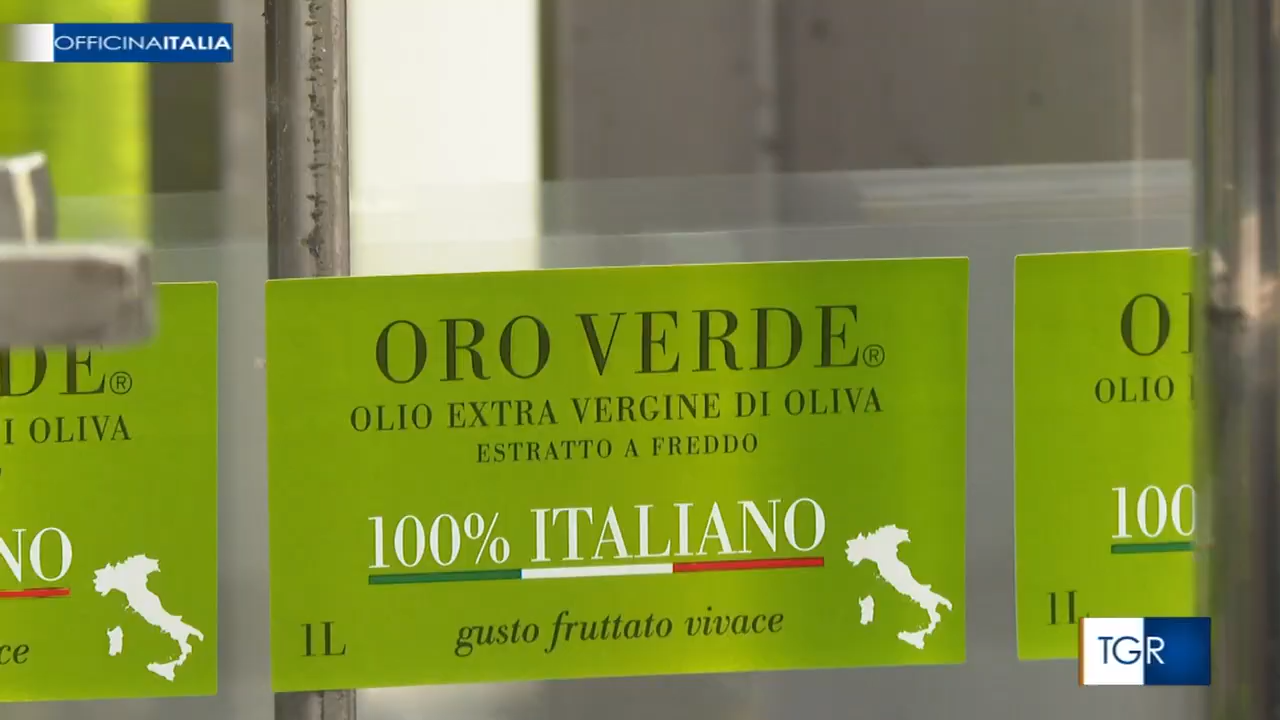 OFFICINAITALIA
DE®
I OLIVA
NO
ce
ORO VERDE®
OLIO EXTRA VERGINE DI OLIVA
ESTRATTO A FREDDO
100% ITALIANO
1L
gusto fruttato vivace
O
OLIO
100
1L
TGR